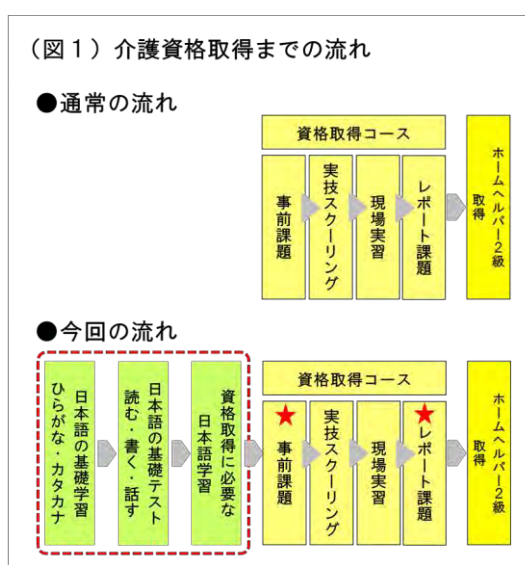 （図１）介護資格取得までの流れ
●通常の流れ
資格取得コース
事前課題
実技スクーリング
現場実習
レポート課題
ホームヘルパー２級
取得
●今回の流れ
日本語の基礎学習
ひらがな・カタカナ
日本語の基礎テスト
読む・書く・話す
資格取得に必要な
日本語学習
資格取得コース
★事前課題
実技スクーリング
現場実習
★レポート課題
ホームヘルパー２級
取得